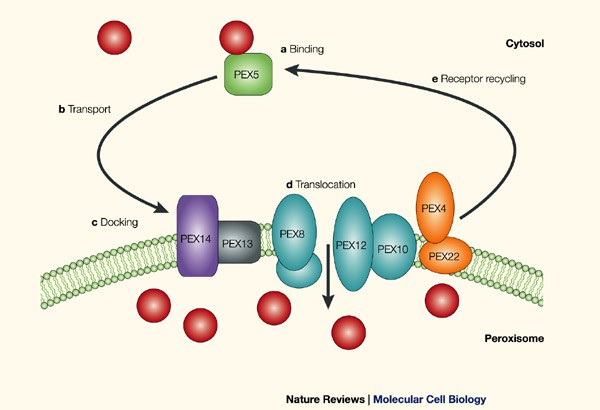 a Binding
Cytosol
PEX5
e Receptor recycling
b Transport
d Translocation
PEX4
c Docking
PEX14
PEX13
PEX8
PEX12
PEX10
PEX22
Peroxisome
Nature Reviews | Molecular Cell Biology